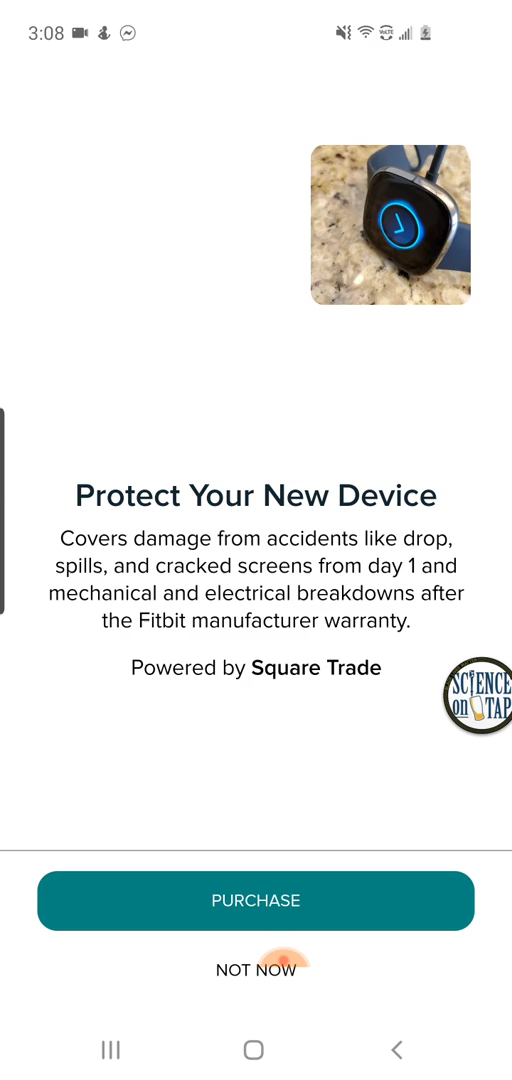 3:08
VoLTE
Protect Your New Device
Covers damage from accidents like drop,
spills, and cracked screens from day 1 and
mechanical and electrical breakdowns after
the Fitbit manufacturer warranty.
Powered by Square Trade
SCIENCE
on TAP
PURCHASE
NOT NOW